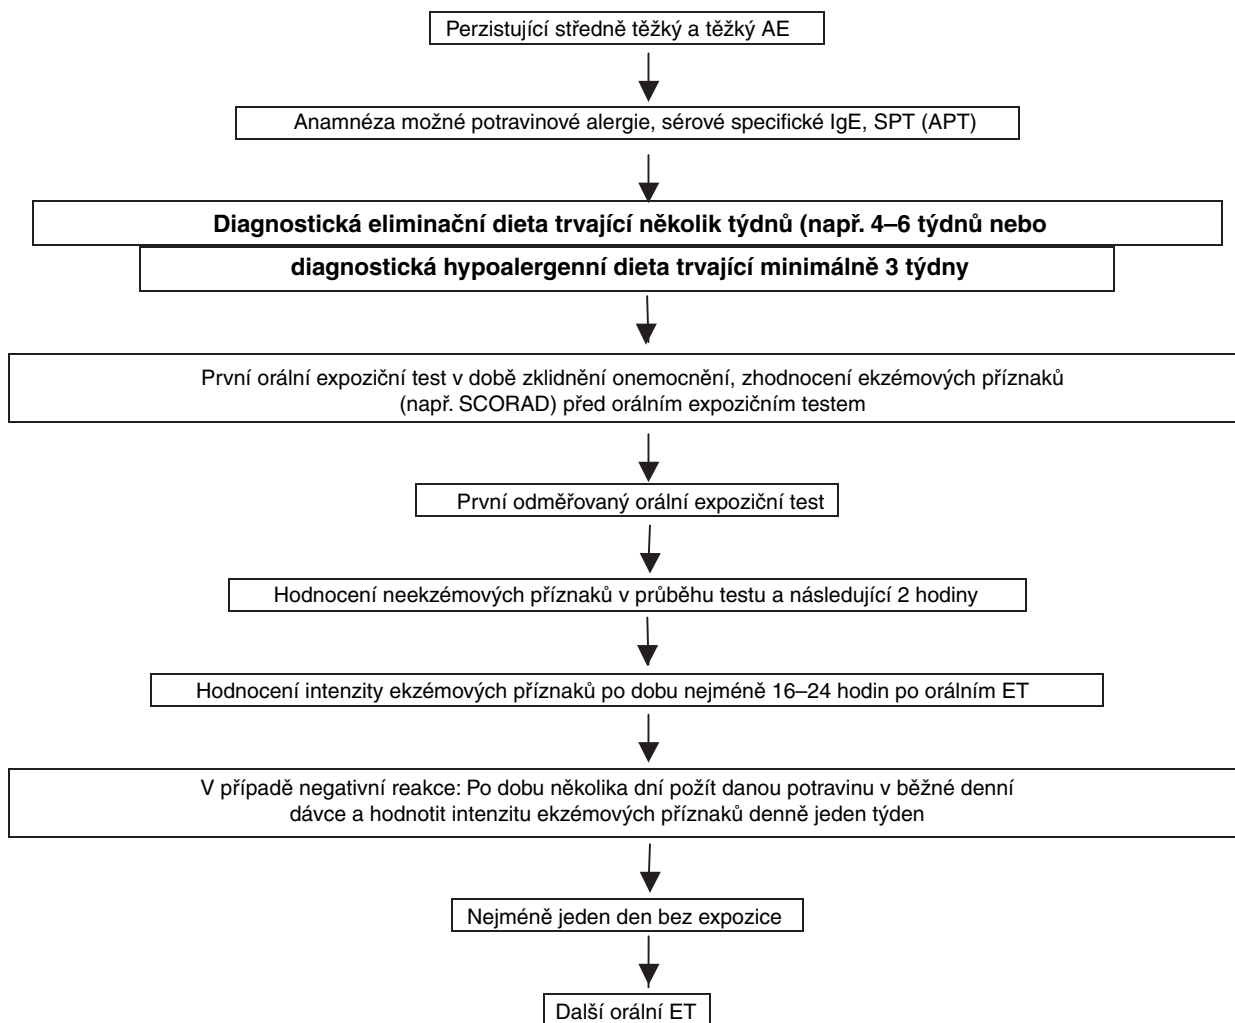 Perzistující středně těžký a těžký AE
Anamnéza možné potravinové alergie, sérové specifické IgE, SPT (APT)
Diagnostická eliminační dieta trvající několik týdnů (např. 4–6 týdnů nebo
diagnostická hypoalergenní dieta trvající minimálně 3 týdny
První orální expoziční test v době zklidnění onemocnění, zhodnocení ekzémových příznaků
(např. SCORAD) před orálním expozičním testem
První odměřovaný orální expoziční test
Hodnocení neekzémových příznaků v průběhu testu a následující 2 hodiny
Hodnocení intenzity ekzémových příznaků po dobu nejméně 16–24 hodin po orálním ET
V případě negativní reakce: Po dobu několika dní požít danou potravinu v běžné denní
dávce a hodnotit intenzitu ekzémových příznaků denně jeden týden
Nejméně jeden den bez expozice
Další orální ET